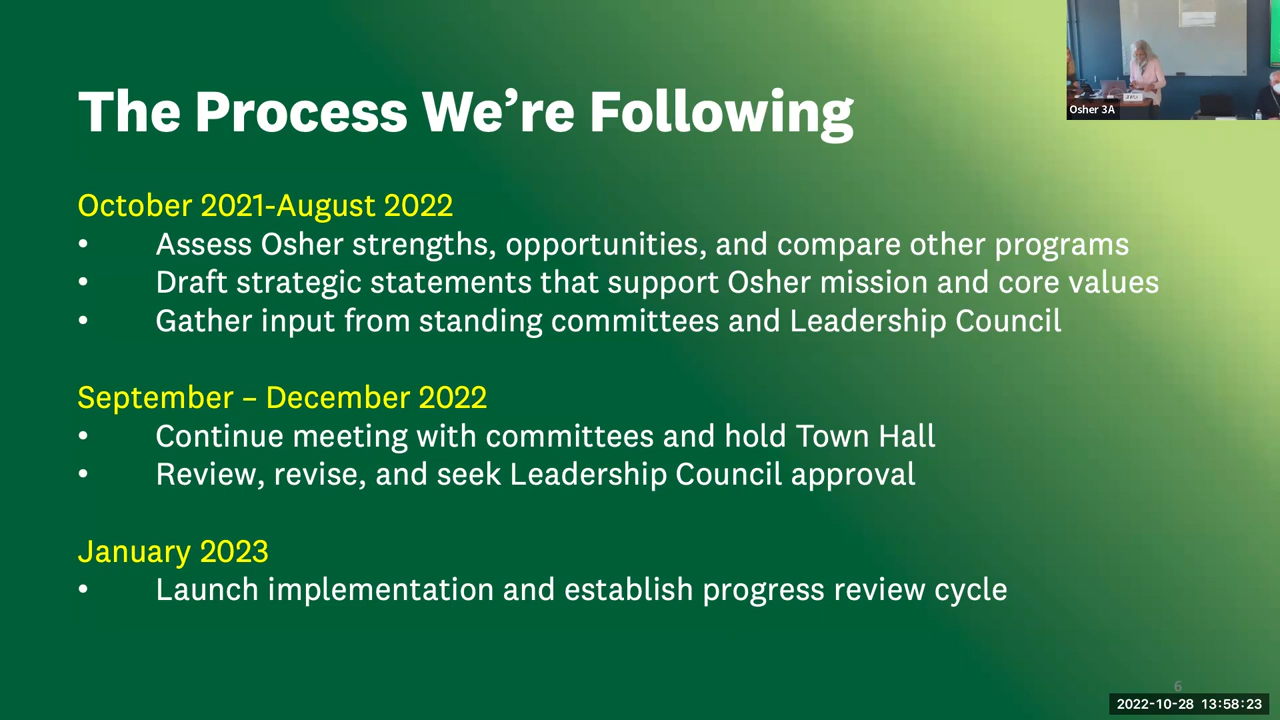 The Process We're Following
Osher 3A
October 2021-August 2022
• Assess Osher strengths, opportunities, and compare other programs
• Draft strategic statements that support Osher mission and core values
• Gather input from standing committees and Leadership Council
September – December 2022
• Continue meeting with committees and hold Town Hall
• Review, revise, and seek Leadership Council approval
January 2023
• Launch implementation and establish progress review cycle
6
2022-10-28 13:58:23